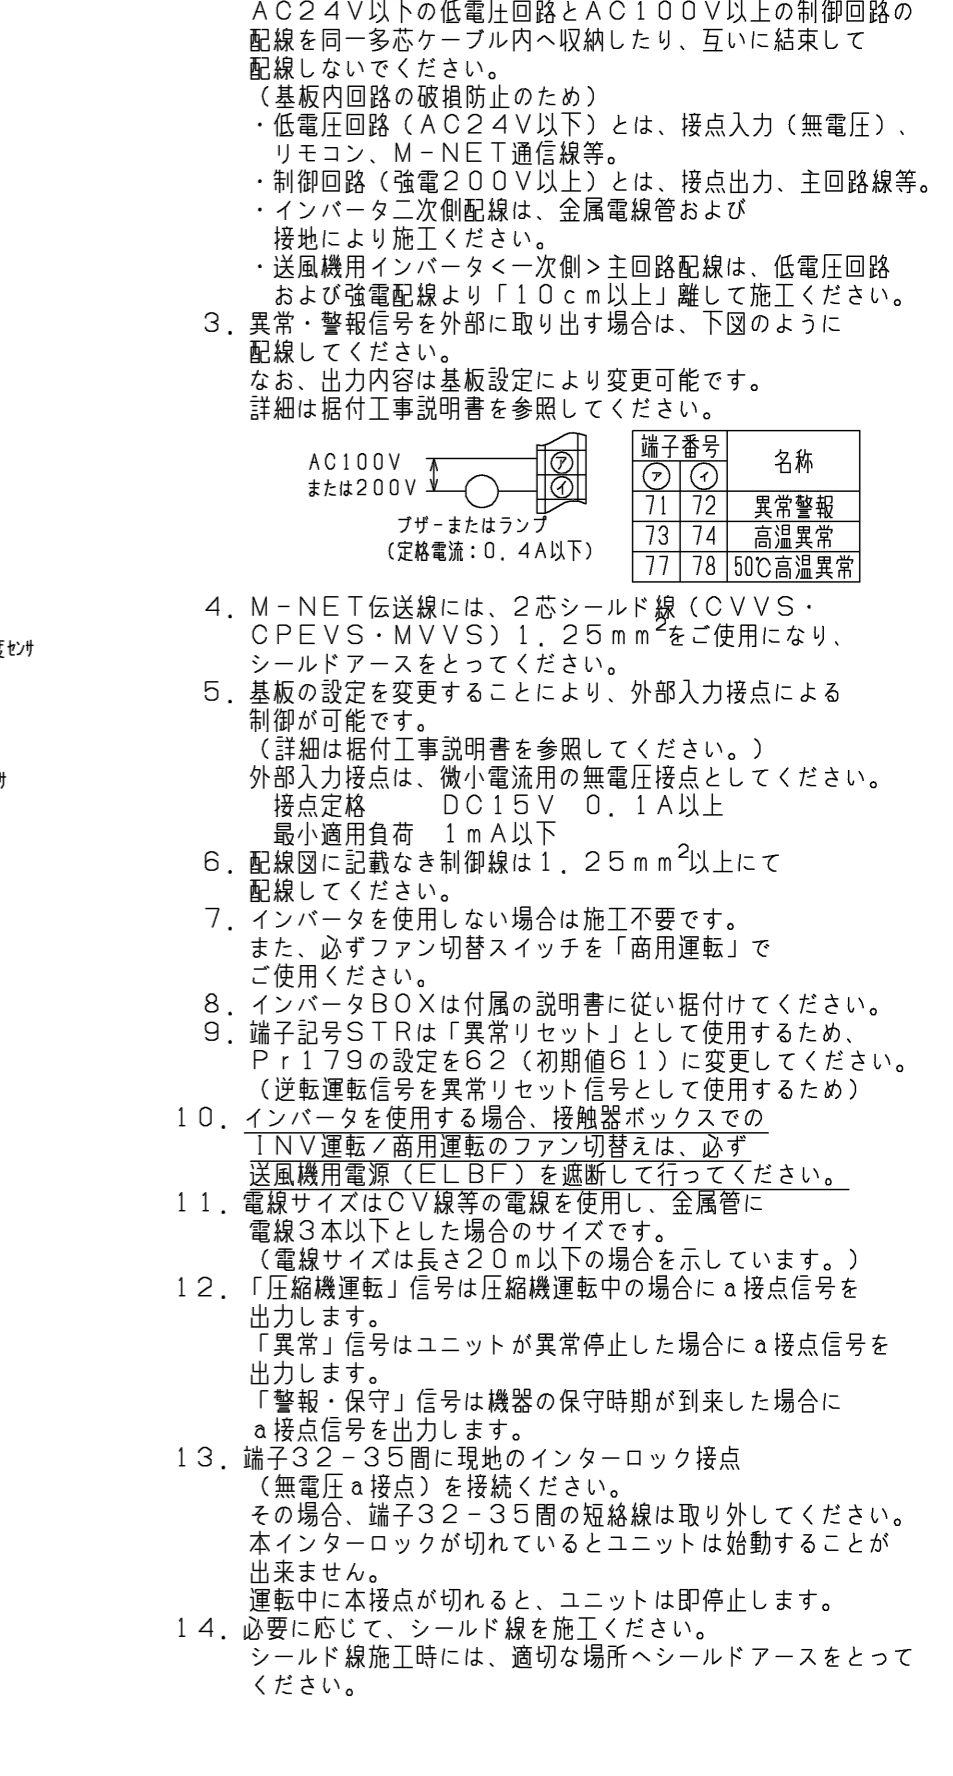 AC24V以下の低電圧回路とAC100V以上の制御回路の
配線を同一多芯ケーブル内へ収納したり、互いに結束して
配線しないでください。
(基板内回路の破損防止のため)
・低電圧回路(AC24V以下)とは、接点入力(無電圧)、
リモコン、M-NET通信線等。
・制御回路(強電200V以上)とは、接点出力、主回路線等。
・インバータ二次側配線は、金属電線管および
接地により施工ください。
・送風機用インバータ<一次側>主回路配線は、低電圧回路
および強電配線より「10cm以上」離して施工ください。
3. 異常・警報信号を外部に取り出す場合は、下図のように
配線してください。
なお、出力内容は基板設定により変更可能です。
詳細は据付工事説明書を参照してください。
AC100V
または200V
㋐
㋑
ブザーまたはランプ
(定格電流:0.4A以下)
端子番号 名称
㋐ ㋑
71 72 異常警報
73 74 高温異常
77 78 50℃高温異常
4. M-NET伝送線には、2芯シールド線(CVVS・
CPEVS・MVVS)1.25mm²をご使用になり、
シールドアースをとってください。
5. 基板の設定を変更することにより、外部入力接点による
制御が可能です。
(詳細は据付工事説明書を参照してください。)
外部入力接点は、微小電流用の無電圧接点としてください。
接点定格 DC15V 0.1A以上
最小適用負荷 1mA以下
6. 配線図に記載なき制御線は1.25mm²以上にて
配線してください。
7. インバータを使用しない場合は施工不要です。
また、必ずファン切替スイッチを「商用運転」で
ご使用ください。
8. インバータBOXは付属の説明書に従い据付けてください。
9. 端子記号STRは「異常リセット」として使用するため、
Pr179の設定を62(初期値61)に変更してください。
(逆転運転信号を異常リセット信号として使用するため)
10. インバータを使用する場合、接触器ボックスでの
INV運転/商用運転のファン切替えは、必ず
送風機用電源(ELBF)を遮断して行ってください。
11. 電線サイズはCV線等の電線を使用し、金属管に
電線3本以下とした場合のサイズです。
(電線サイズは長さ20m以下の場合を示しています。)
12. 「圧縮機運転」信号は圧縮機運転中の場合にa接点信号を
出力します。
「異常」信号はユニットが異常停止した場合にa接点信号を
出力します。
「警報・保守」信号は機器の保守時期が到来した場合に
a接点信号を出力します。
13. 端子32-35間に現地のインターロック接点
(無電圧a接点)を接続ください。
その場合、端子32-35間の短絡線は取り外してください。
本インターロックが切れているとユニットは始動することが
出来ません。
運転中に本接点が切れると、ユニットは即停止します。
14. 必要に応じて、シールド線を施工ください。
シールド線施工時には、適切な場所へシールドアースをとって
ください。